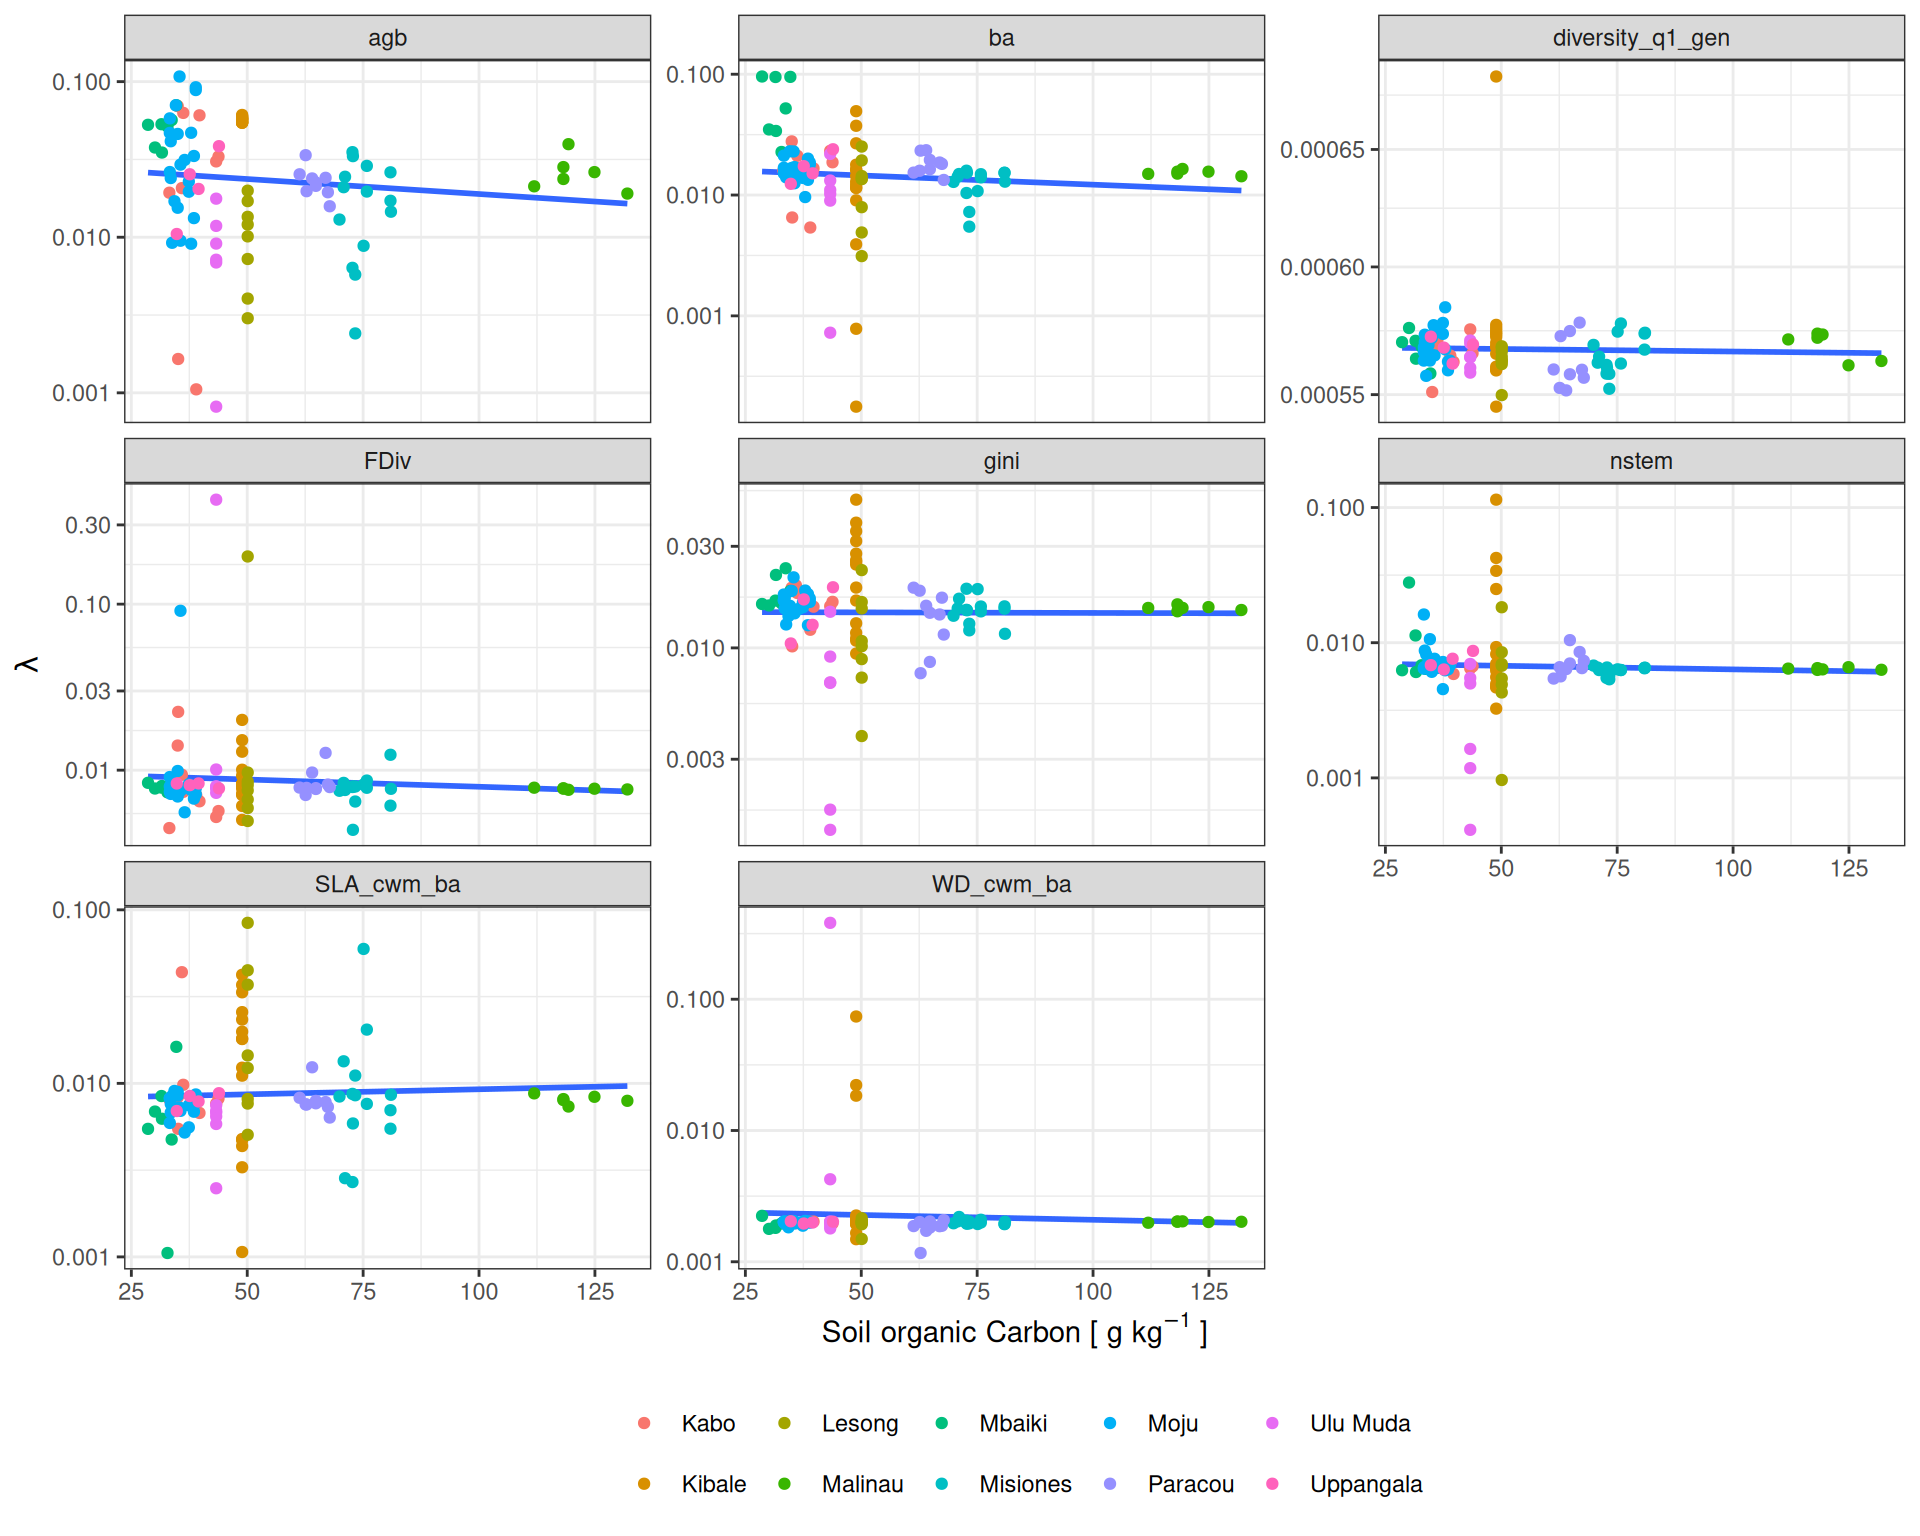 agb
ba
diversity_q1_gen
0.100
0.010
0.001
0.100
0.010
0.001
0.00065
0.00060
0.00055
FDiv
gini
nstem
0.30
0.10
0.03
0.01
0.030
0.010
0.003
0.100
0.010
0.001
25 50 75 100 125
λ
SLA_cwm_ba
WD_cwm_ba
0.100
0.010
0.001
0.100
0.010
0.001
25 50 75 100 125
25 50 75 100 125
Soil organic Carbon [ g kg⁻¹ ]
Kabo Lesong Mbaiki Moju Ulu Muda
Kibale Malinau Misiones Paracou Uppangala